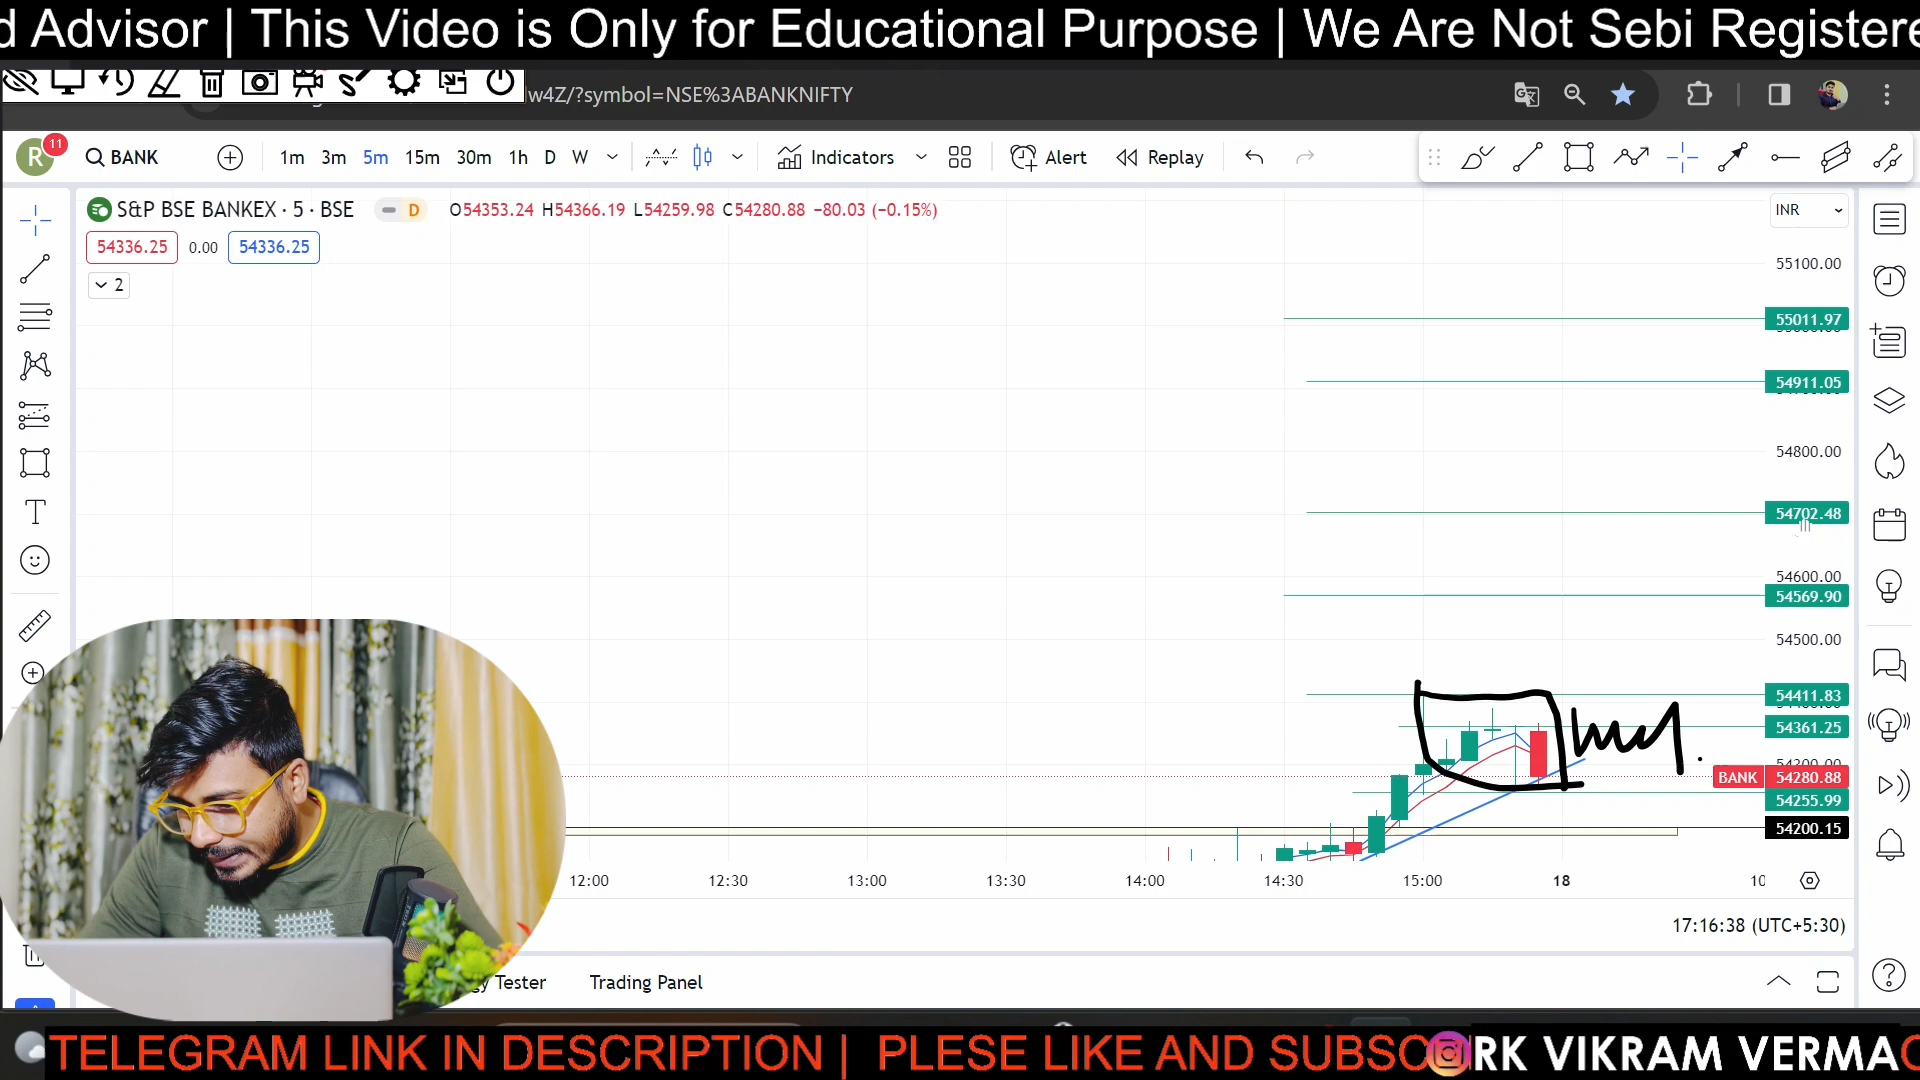 d Advisor | This Video is Only for Educational Purpose | We Are Not Sebi Registere
w4Z/?symbol=NSE%3ABANKNIFTY
R 11 BANK 1m 3m 5m 15m 30m 1h D W Indicators Alert Replay
S&P BSE BANKEX · 5 · BSE D O54353.24 H54366.19 L54259.98 C54280.88 −80.03 (−0.15%) INR
54336.25 0.00 54336.25
2
55100.00
55011.97
54911.05
54800.00
54702.48
54600.00
54569.90
54500.00
54411.83
54361.25
BANK 54280.88
54255.99
54200.15
12:00 12:30 13:00 13:30 14:00 14:30 15:00 18 10
17:16:38 (UTC+5:30)
Tester Trading Panel
TELEGRAM LINK IN DESCRIPTION | PLESE LIKE AND SUBSC RK VIKRAM VERMA